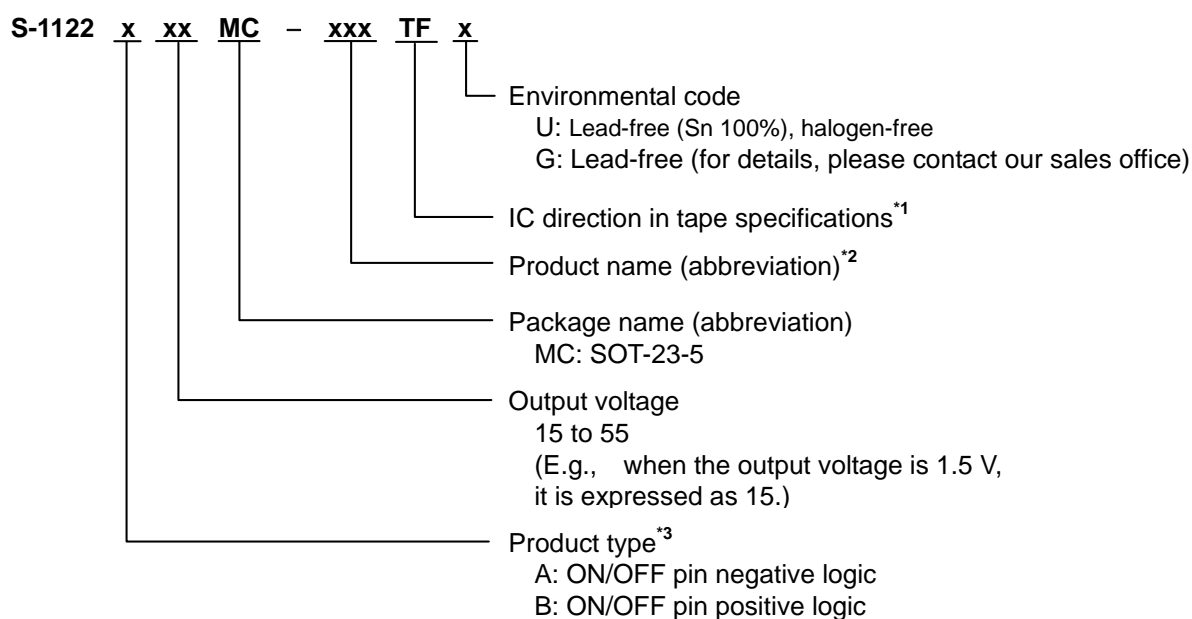 S-1122 x xx MC – xxx TF x
Environmental code
U: Lead-free (Sn 100%), halogen-free
G: Lead-free (for details, please contact our sales office)
IC direction in tape specifications*1
Product name (abbreviation)*2
Package name (abbreviation)
MC: SOT-23-5
Output voltage
15 to 55
(E.g., when the output voltage is 1.5 V,
it is expressed as 15.)
Product type*3
A: ON/OFF pin negative logic
B: ON/OFF pin positive logic